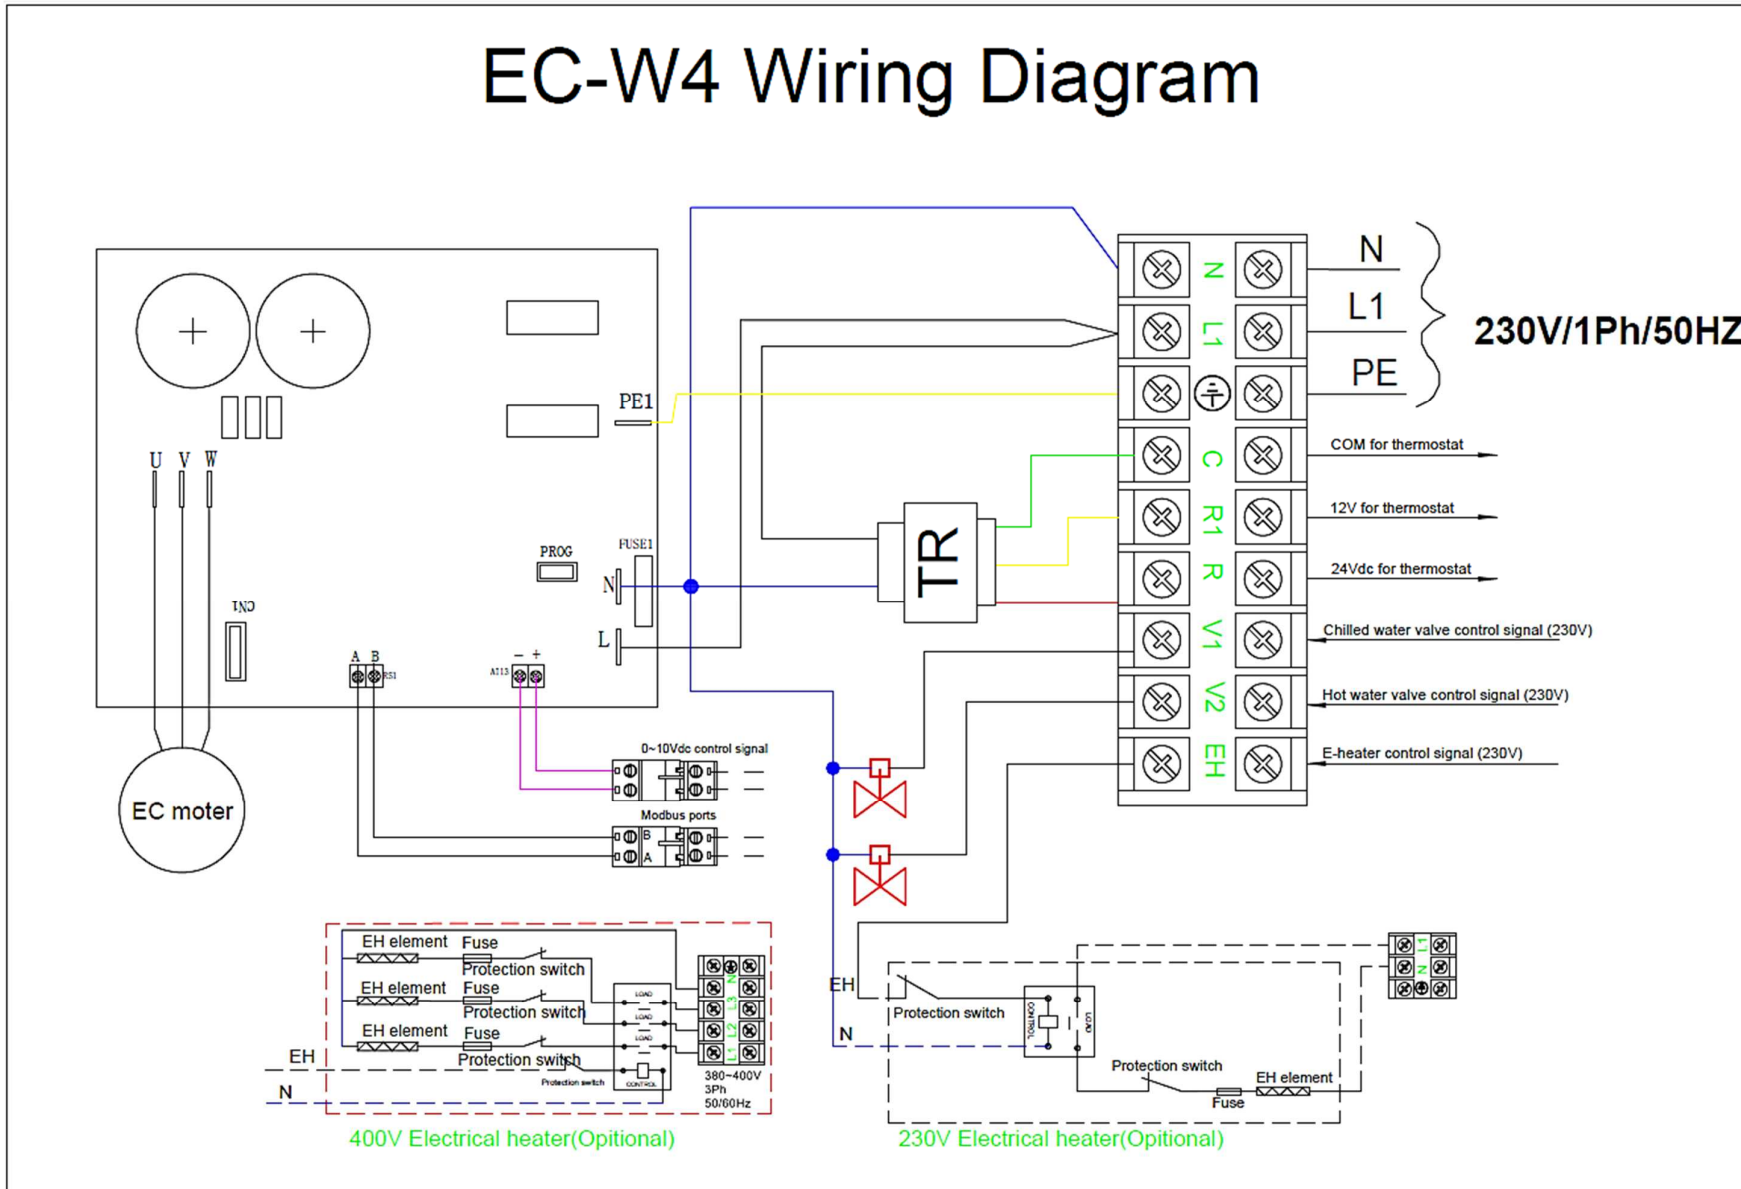 EC-W4 Wiring Diagram
N
L1
PE
230V/1Ph/50HZ
N
L1
C
R1
R
V1
V2
EH
COM for thermostat
12V for thermostat
24Vdc for thermostat
Chilled water valve control signal (230V)
Hot water valve control signal (230V)
E-heater control signal (230V)
PE1
U V W
PROG
FUSE1
N
L
CN1
A B
RS1
AI13
- +
TR
EC moter
0~10Vdc control signal
Modbus ports
B
A
EH element Fuse
Protection switch
EH element Fuse
Protection switch
EH element Fuse
Protection switch
EH
N
Protection switch
LOAD
LOAD
LOAD
CONTROL
N
L3
L2
L1
380~400V
3Ph
50/60Hz
400V Electrical heater(Opitional)
EH
N
Protection switch
CONTROL
LOAD
Protection switch
Fuse
EH element
L1
N
230V Electrical heater(Opitional)